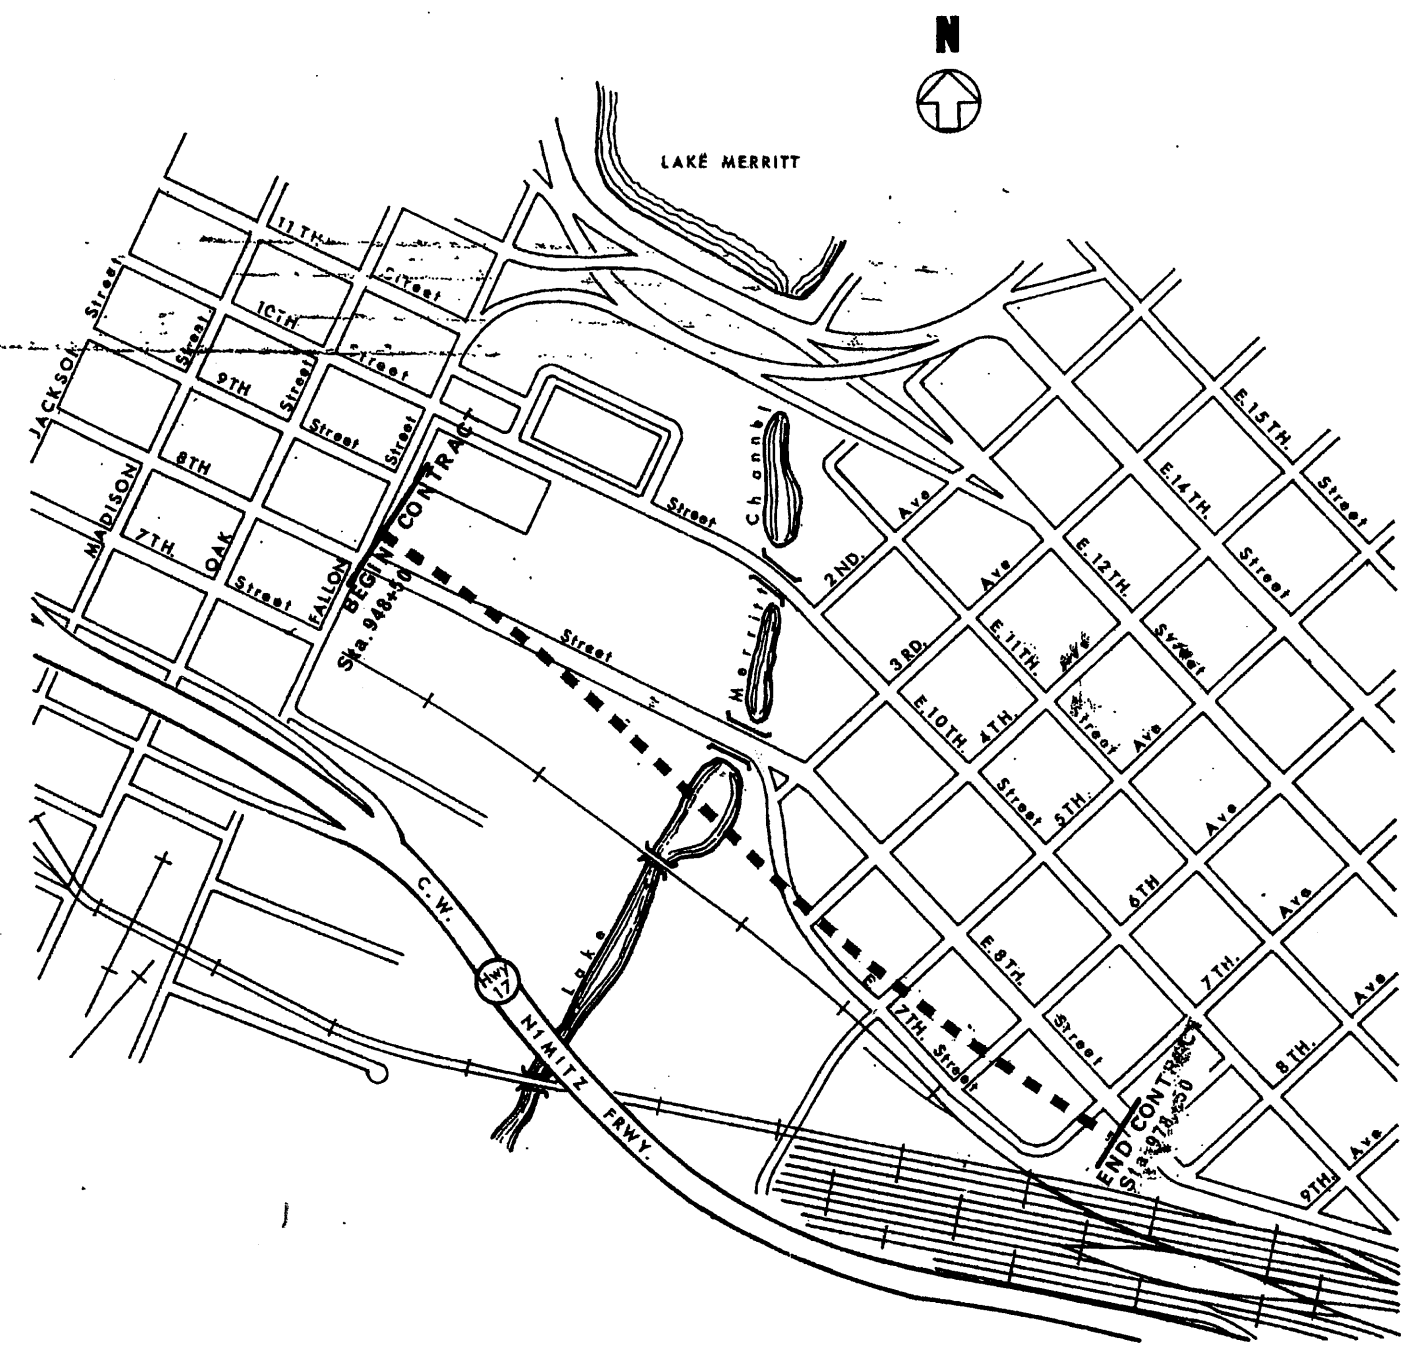 N
LAKE MERRITT
11TH.
Street
10TH
Street
9TH
Street
8TH
7TH.
Street
JACKSON
Street
MADISON
Street
OAK
Street
FALLON
Street
BEGIN CONTRACT
Sta. 948+50
Street
Street
Channel
Merritt
Lake
C.W.
Hwy
17
NIMITZ
FRWY.
2ND.
Ave
3RD.
Ave
4TH.
Ave
5TH.
Ave
6TH
Ave
7TH.
Ave
8TH.
Ave
9TH.
Ave
E.15TH.
Street
E.14TH.
Street
E.12TH.
Street
E.11TH.
Street
E.10TH.
Street
E.8TH.
Street
E.
7TH. Street
END CONTRACT